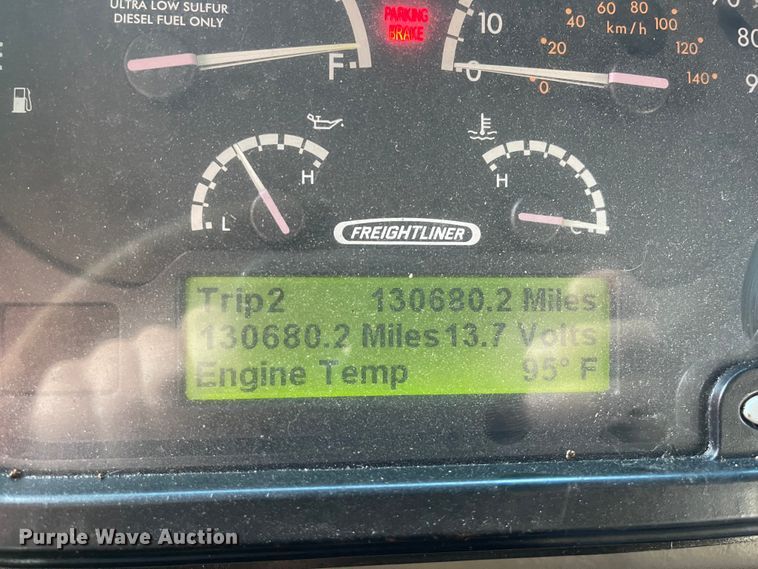 ULTRA LOW SULFUR
DIESEL FUEL ONLY
PARKING
BRAKE
F
10
0
20
40
60
80
100
120
140
0
km/h
80
L
H
H
C
FREIGHTLINER
Trip2 130680.2 Miles
130680.2 Miles 13.7 Volts
Engine Temp 95° F
Purple Wave Auction